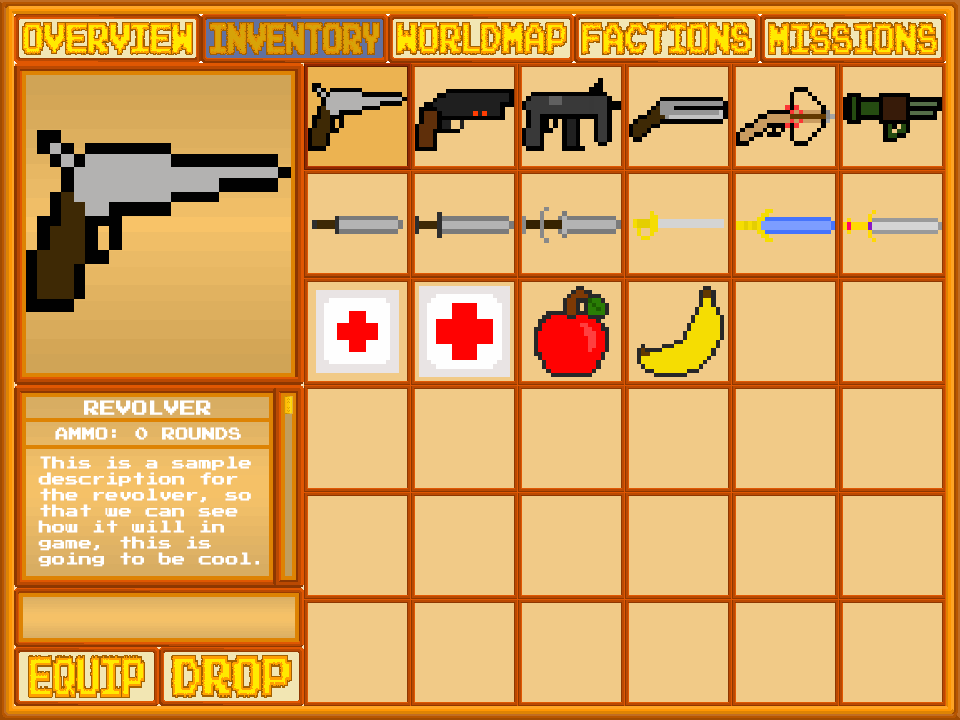 OVERVIEW INVENTORY WORLDMAP FACTIONS MISSIONS
REVOLVER
AMMO: 0 ROUNDS
This is a sample
description for
the revolver, so
that we can see
how it will in
game, this is
going to be cool.
EQUIP DROP